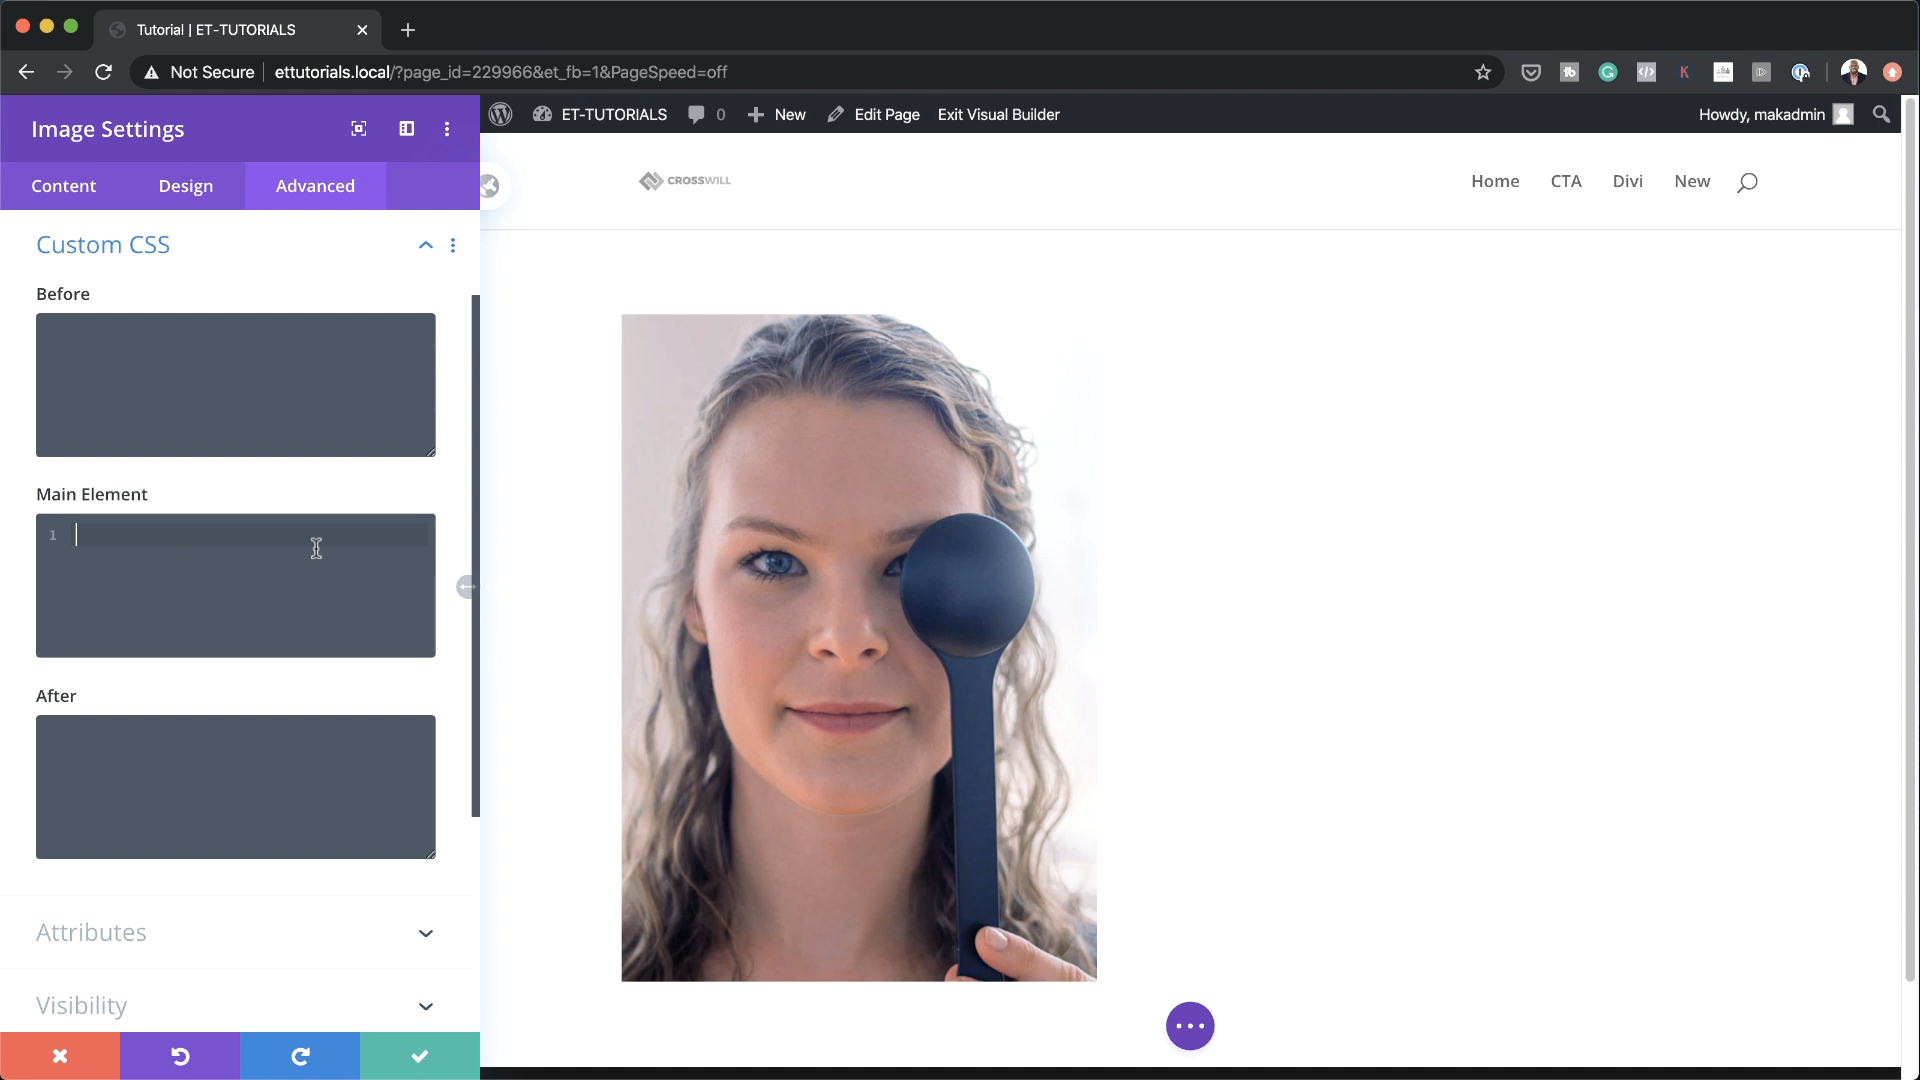 Tutorial | ET-TUTORIALS
Not Secure
ettutorials.local/?page_id=229966&et_fb=1&PageSpeed=off
Image Settings
ET-TUTORIALS
0
New
Edit Page
Exit Visual Builder
Howdy, makadmin
Content
Design
Advanced
CROSSWILL
Home
CTA
Divi
New
Custom CSS
Before
Main Element
1
After
Attributes
Visibility